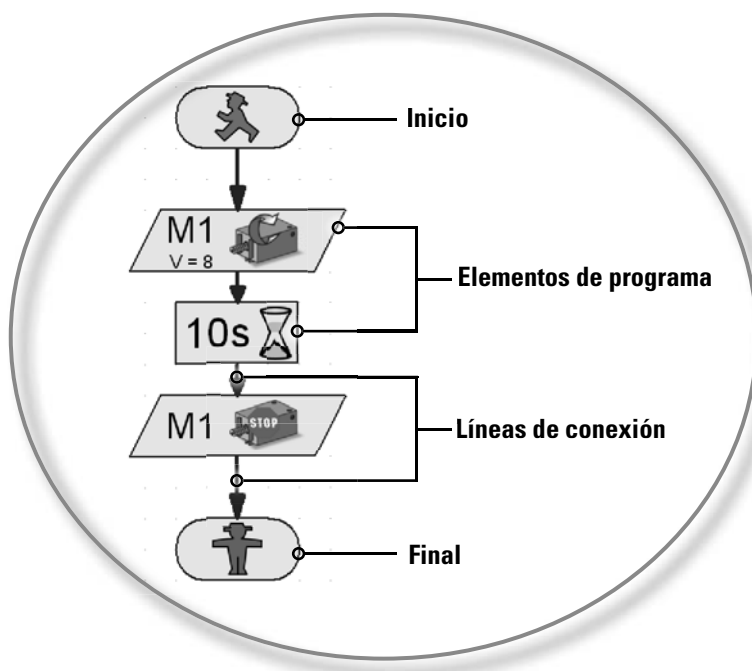 Inicio
M1
V = 8
Elementos de programa
10s
M1
STOP
Líneas de conexión
Final